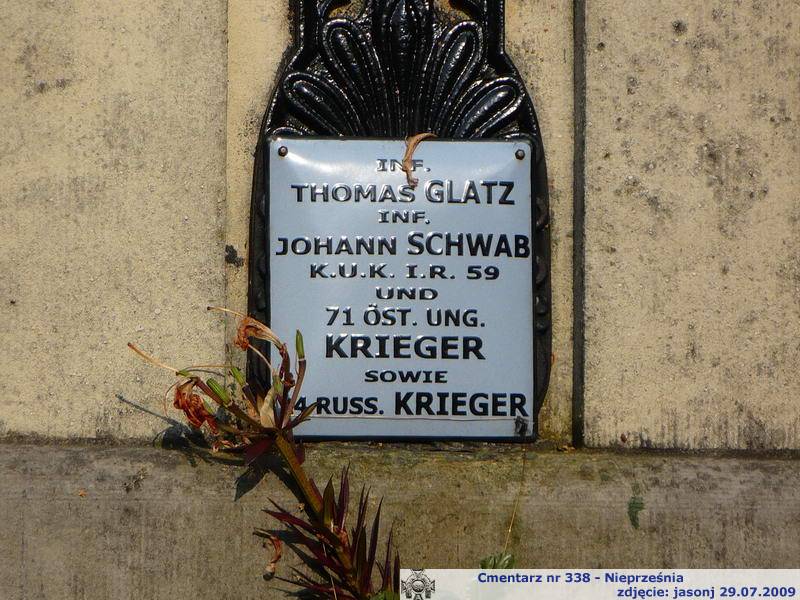 INF.
THOMAS GLATZ
INF.
JOHANN SCHWAB
K.U.K. I.R. 59
UND
71 ÖST. UNG.
KRIEGER
SOWIE
RUSS. KRIEGER
Cmentarz nr 338 - Nieprześnia
zdjęcie: jasonj 29.07.2009